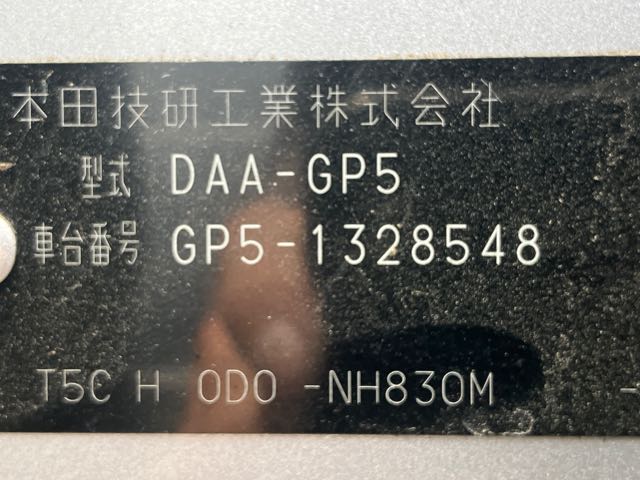 本田技研工業株式会社
型式 DAA-GP5
車台番号 GP5-1328548
T5C H ODO -NH830M -